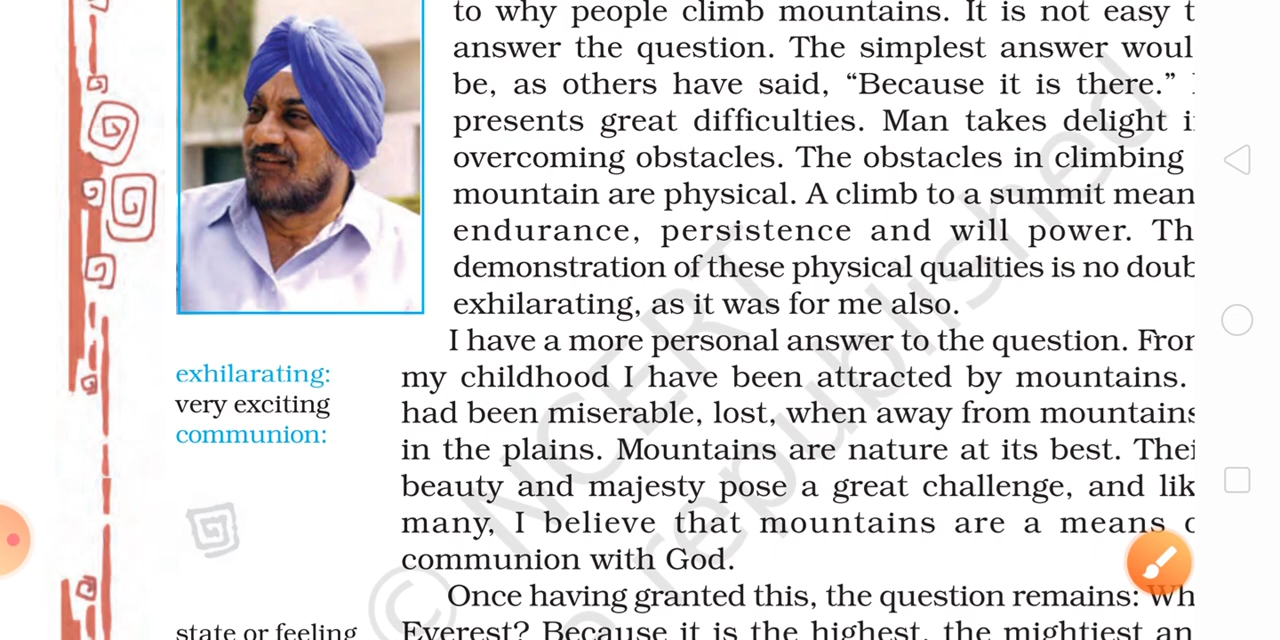 to why people climb mountains. It is not easy t
answer the question. The simplest answer woul
be, as others have said, “Because it is there.”
presents great difficulties. Man takes delight i
overcoming obstacles. The obstacles in climbing
mountain are physical. A climb to a summit mean
endurance, persistence and will power. Th
demonstration of these physical qualities is no doub
exhilarating, as it was for me also.
I have a more personal answer to the question. From
my childhood I have been attracted by mountains.
had been miserable, lost, when away from mountains
in the plains. Mountains are nature at its best. Thei
beauty and majesty pose a great challenge, and lik
many, I believe that mountains are a means o
communion with God.
Once having granted this, the question remains: Wh
Everest? Because it is the highest, the mightiest an
exhilarating:
very exciting
communion:
state or feeling
© NCERT
republished